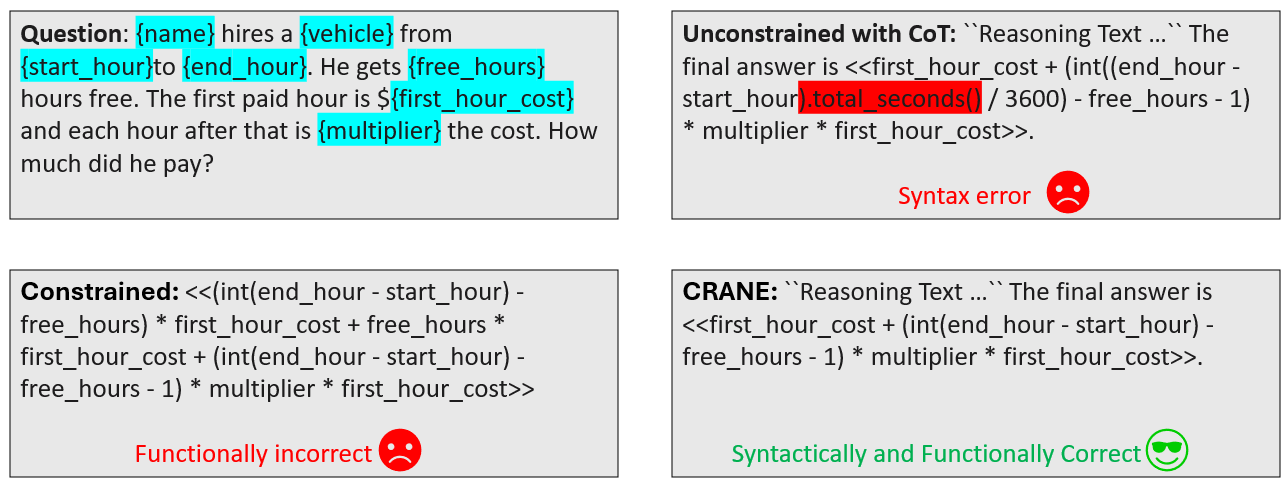 Question: {name} hires a {vehicle} from
{start_hour}to {end_hour}. He gets {free_hours}
hours free. The first paid hour is ${first_hour_cost}
and each hour after that is {multiplier} the cost. How
much did he pay?
Unconstrained with CoT: ``Reasoning Text ...`` The
final answer is <<first_hour_cost + (int((end_hour -
start_hour).total_seconds() / 3600) - free_hours - 1)
* multiplier * first_hour_cost>>.
Syntax error
Constrained: <<(int(end_hour - start_hour) -
free_hours) * first_hour_cost + free_hours *
first_hour_cost + (int(end_hour - start_hour) -
free_hours - 1) * multiplier * first_hour_cost>>
Functionally incorrect
CRANE: ``Reasoning Text ...`` The final answer is
<<first_hour_cost + (int(end_hour - start_hour) -
free_hours - 1) * multiplier * first_hour_cost>>.
Syntactically and Functionally Correct